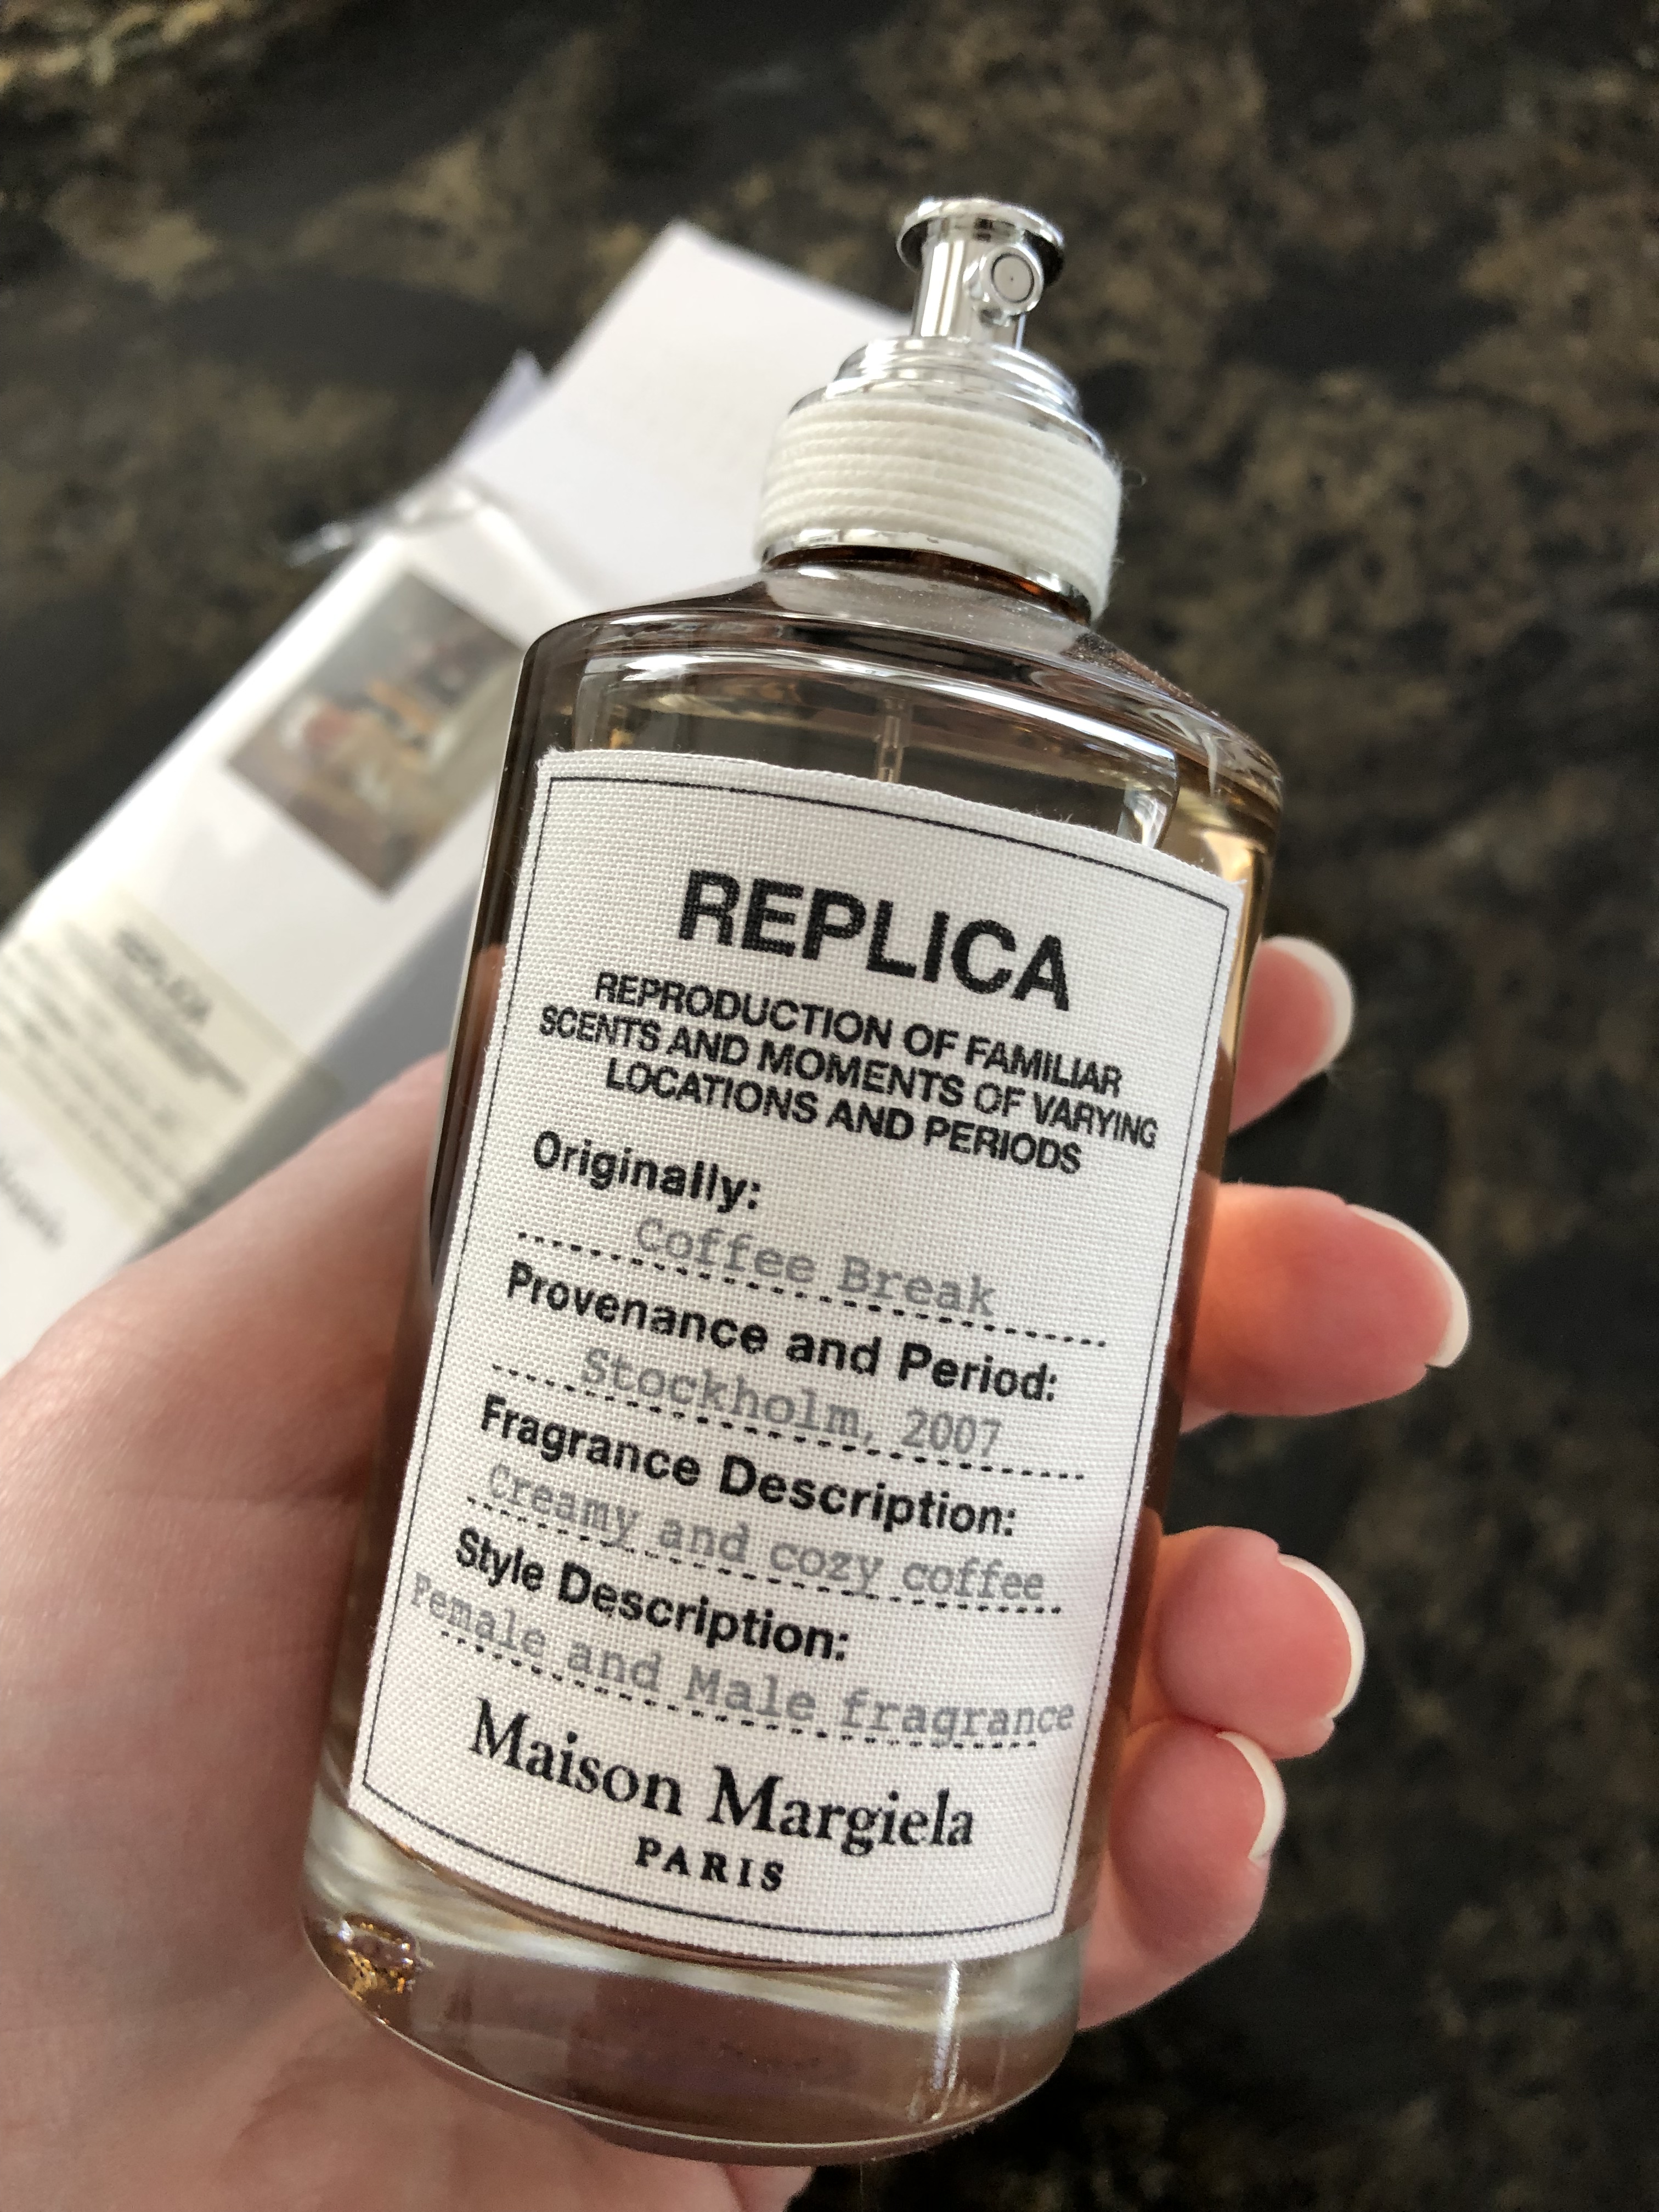 REPLICA
REPRODUCTION OF FAMILIAR
SCENTS AND MOMENTS OF VARYING
LOCATIONS AND PERIODS
Originally:
Coffee Break
Provenance and Period:
Stockholm, 2007
Fragrance Description:
Creamy and cozy coffee
Style Description:
Female and Male fragrance
Maison Margiela
PARIS
REPLICA